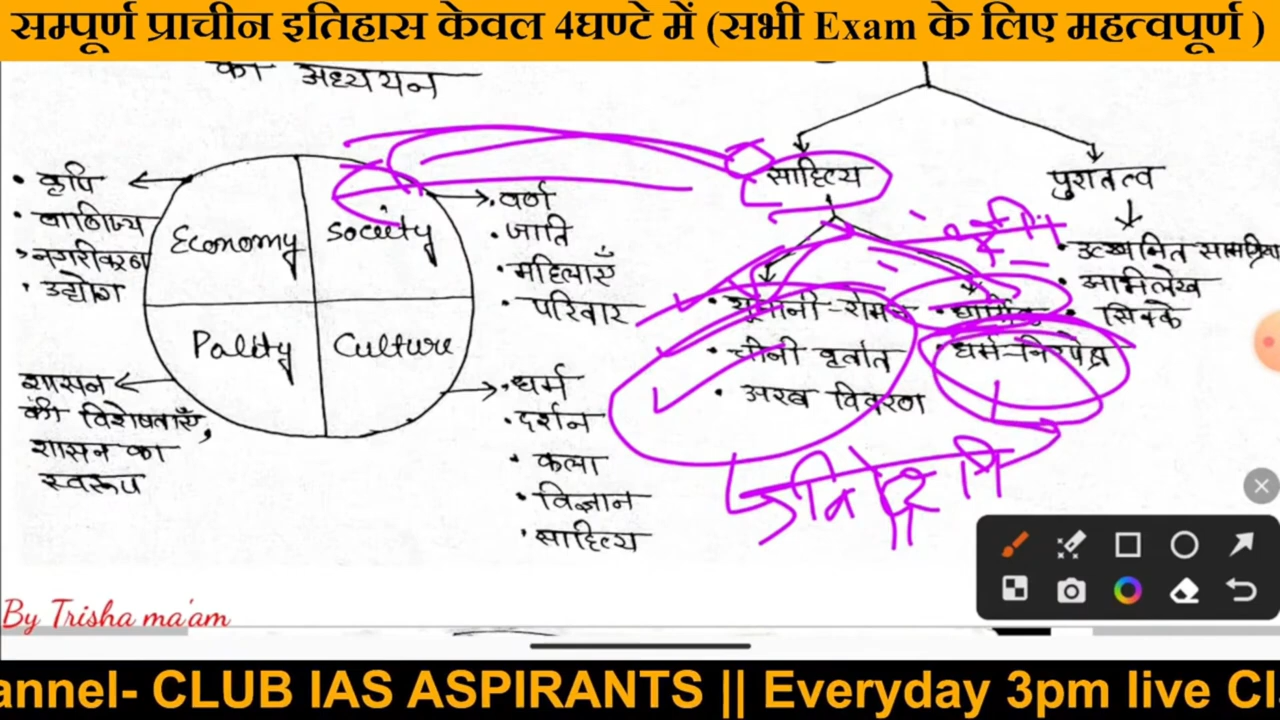 सम्पूर्ण प्राचीन इतिहास केवल 4घण्टे में (सभी Exam के लिए महत्वपूर्ण )
का अध्ययन
• कृषि
• वाणिज्य
• नगरीकरण
• उद्योग
Economy
Society
Polity
Culture
• वर्ण
• जाति
• महिलाएँ
• परिवार
शासन
की विशेषताएँ,
शासन का
स्वरूप
• धर्म
• दर्शन
• कला
• विज्ञान
• साहित्य
साहित्य
• यूनानी-रोमन
• चीनी वृतांत
• अरब विवरण
• धार्मिक
• धर्म-निरपेक्ष
पुरातत्व
• उत्खनित
• अभिलेख
• सिक्के
By Trisha ma'am
annel- CLUB IAS ASPIRANTS || Everyday 3pm live Cl